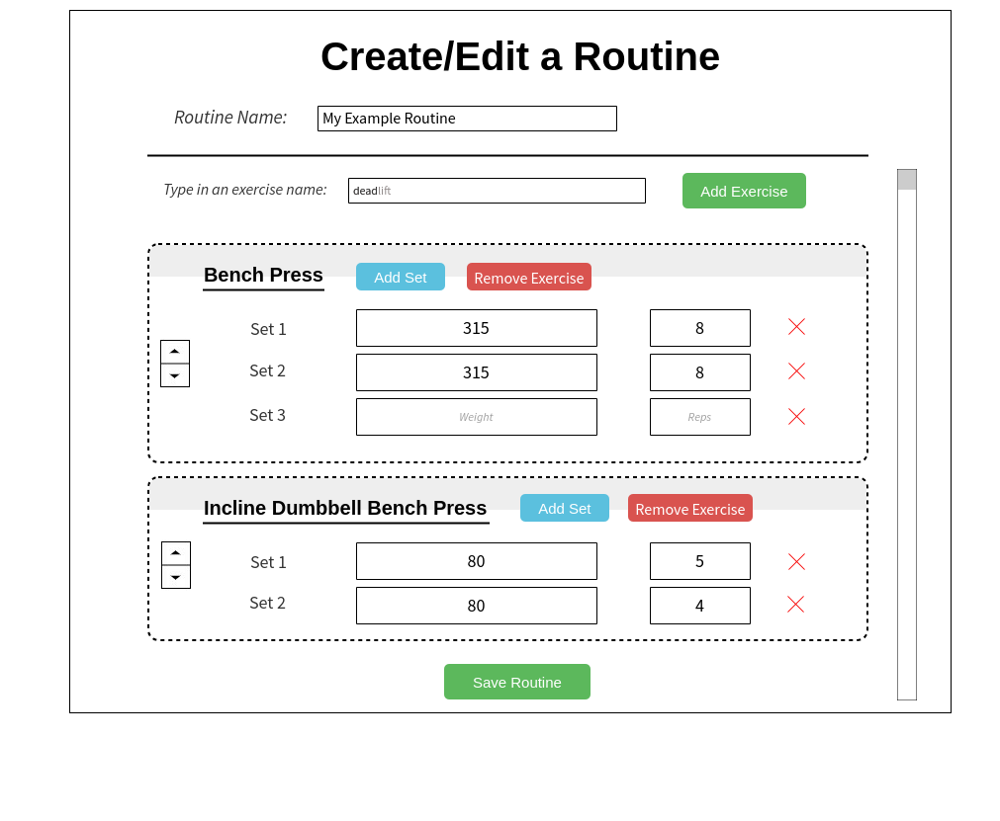 Create/Edit a Routine
Routine Name: My Example Routine
Type in an exercise name: deadlift Add Exercise
Bench Press Add Set Remove Exercise
Set 1 315 8
Set 2 315 8
Set 3 Weight Reps
Incline Dumbbell Bench Press Add Set Remove Exercise
Set 1 80 5
Set 2 80 4
Save Routine